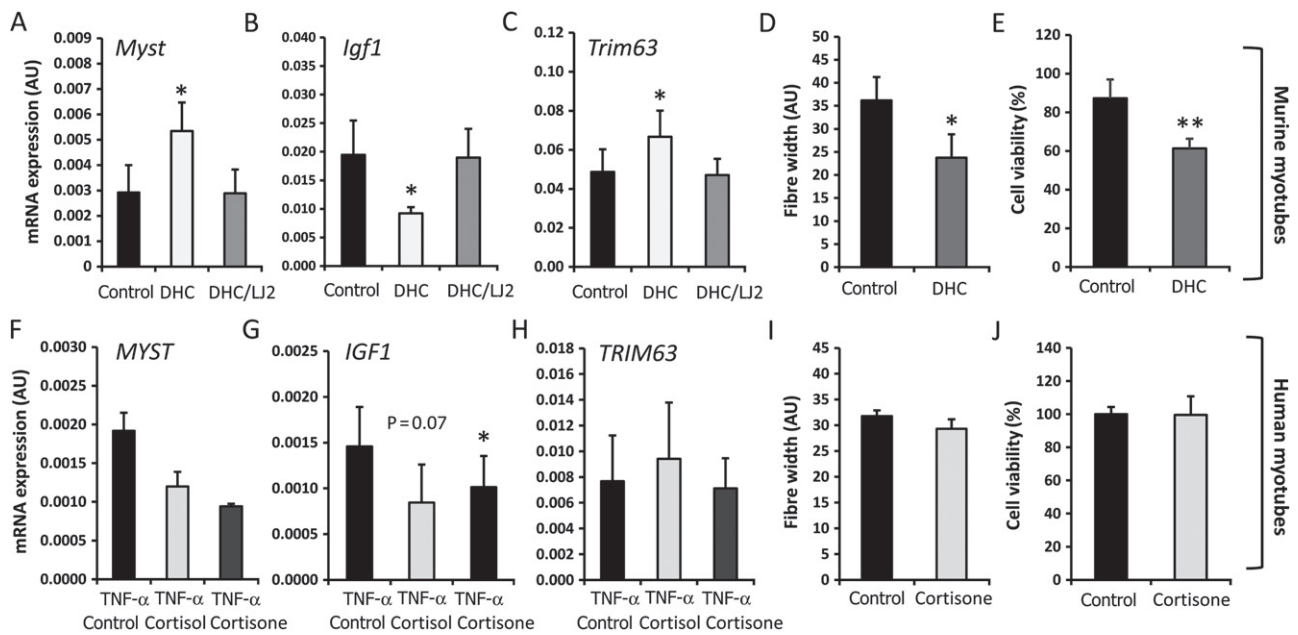 A
Myst
mRNA expression (AU)
0.009
0.008
0.007
0.006
0.005
0.004
0.003
0.002
0.001
0
*
Control DHC DHC/LJ2
B
Igf1
0.040
0.035
0.030
0.025
0.020
0.015
0.010
0.005
0.000
*
Control DHC DHC/LJ2
C
Trim63
0.12
0.10
0.08
0.06
0.04
0.02
0.00
*
Control DHC DHC/LJ2
D
Fibre width (AU)
50
45
40
35
30
25
20
15
10
5
0
*
Control DHC
E
Cell viability (%)
120
100
80
60
40
20
0
**
Control DHC
Murine myotubes
F
MYST
mRNA expression (AU)
0.0030
0.0025
0.0020
0.0015
0.0010
0.0005
0.0000
TNF-α TNF-α TNF-α
Control Cortisol Cortisone
G
IGF1
0.0025
0.0020
0.0015
0.0010
0.0005
0.0000
P = 0.07
*
TNF-α TNF-α TNF-α
Control Cortisol Cortisone
H
TRIM63
0.018
0.016
0.014
0.012
0.010
0.008
0.006
0.004
0.002
0.000
TNF-α TNF-α TNF-α
Control Cortisol Cortisone
I
Fibre width (AU)
45
40
35
30
25
20
15
10
5
0
Control Cortisone
J
Cell viability (%)
140
120
100
80
60
40
20
0
Control Cortisone
Human myotubes